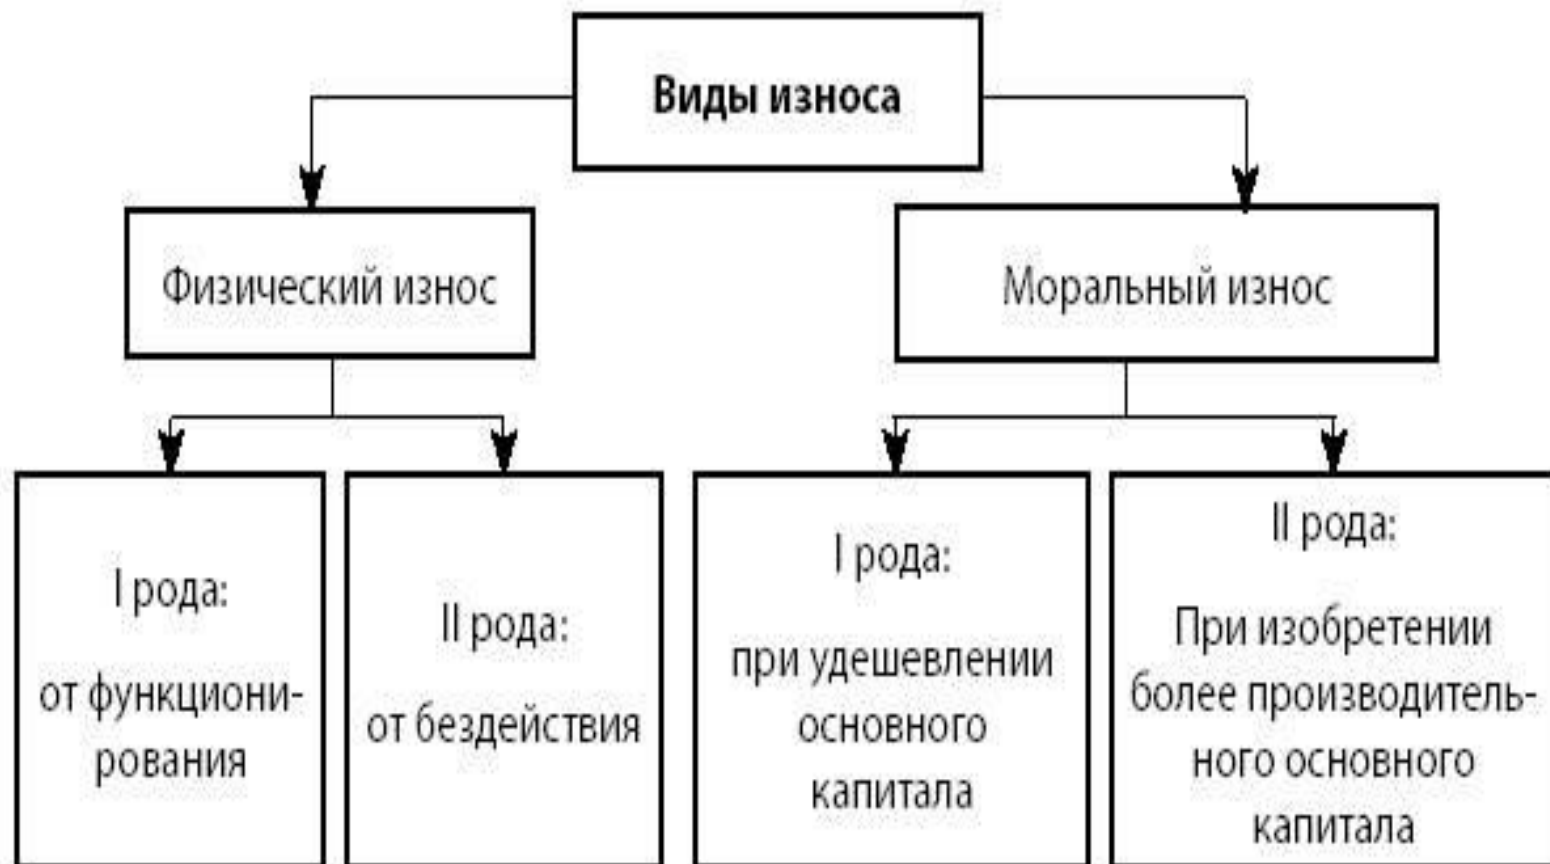 Виды износа
Физический износ
Моральный износ
I рода:
от функциони-
рования
II рода:
от бездействия
I рода:
при удешевлении
основного
капитала
II рода:
При изобретении
более производитель-
ного основного
капитала